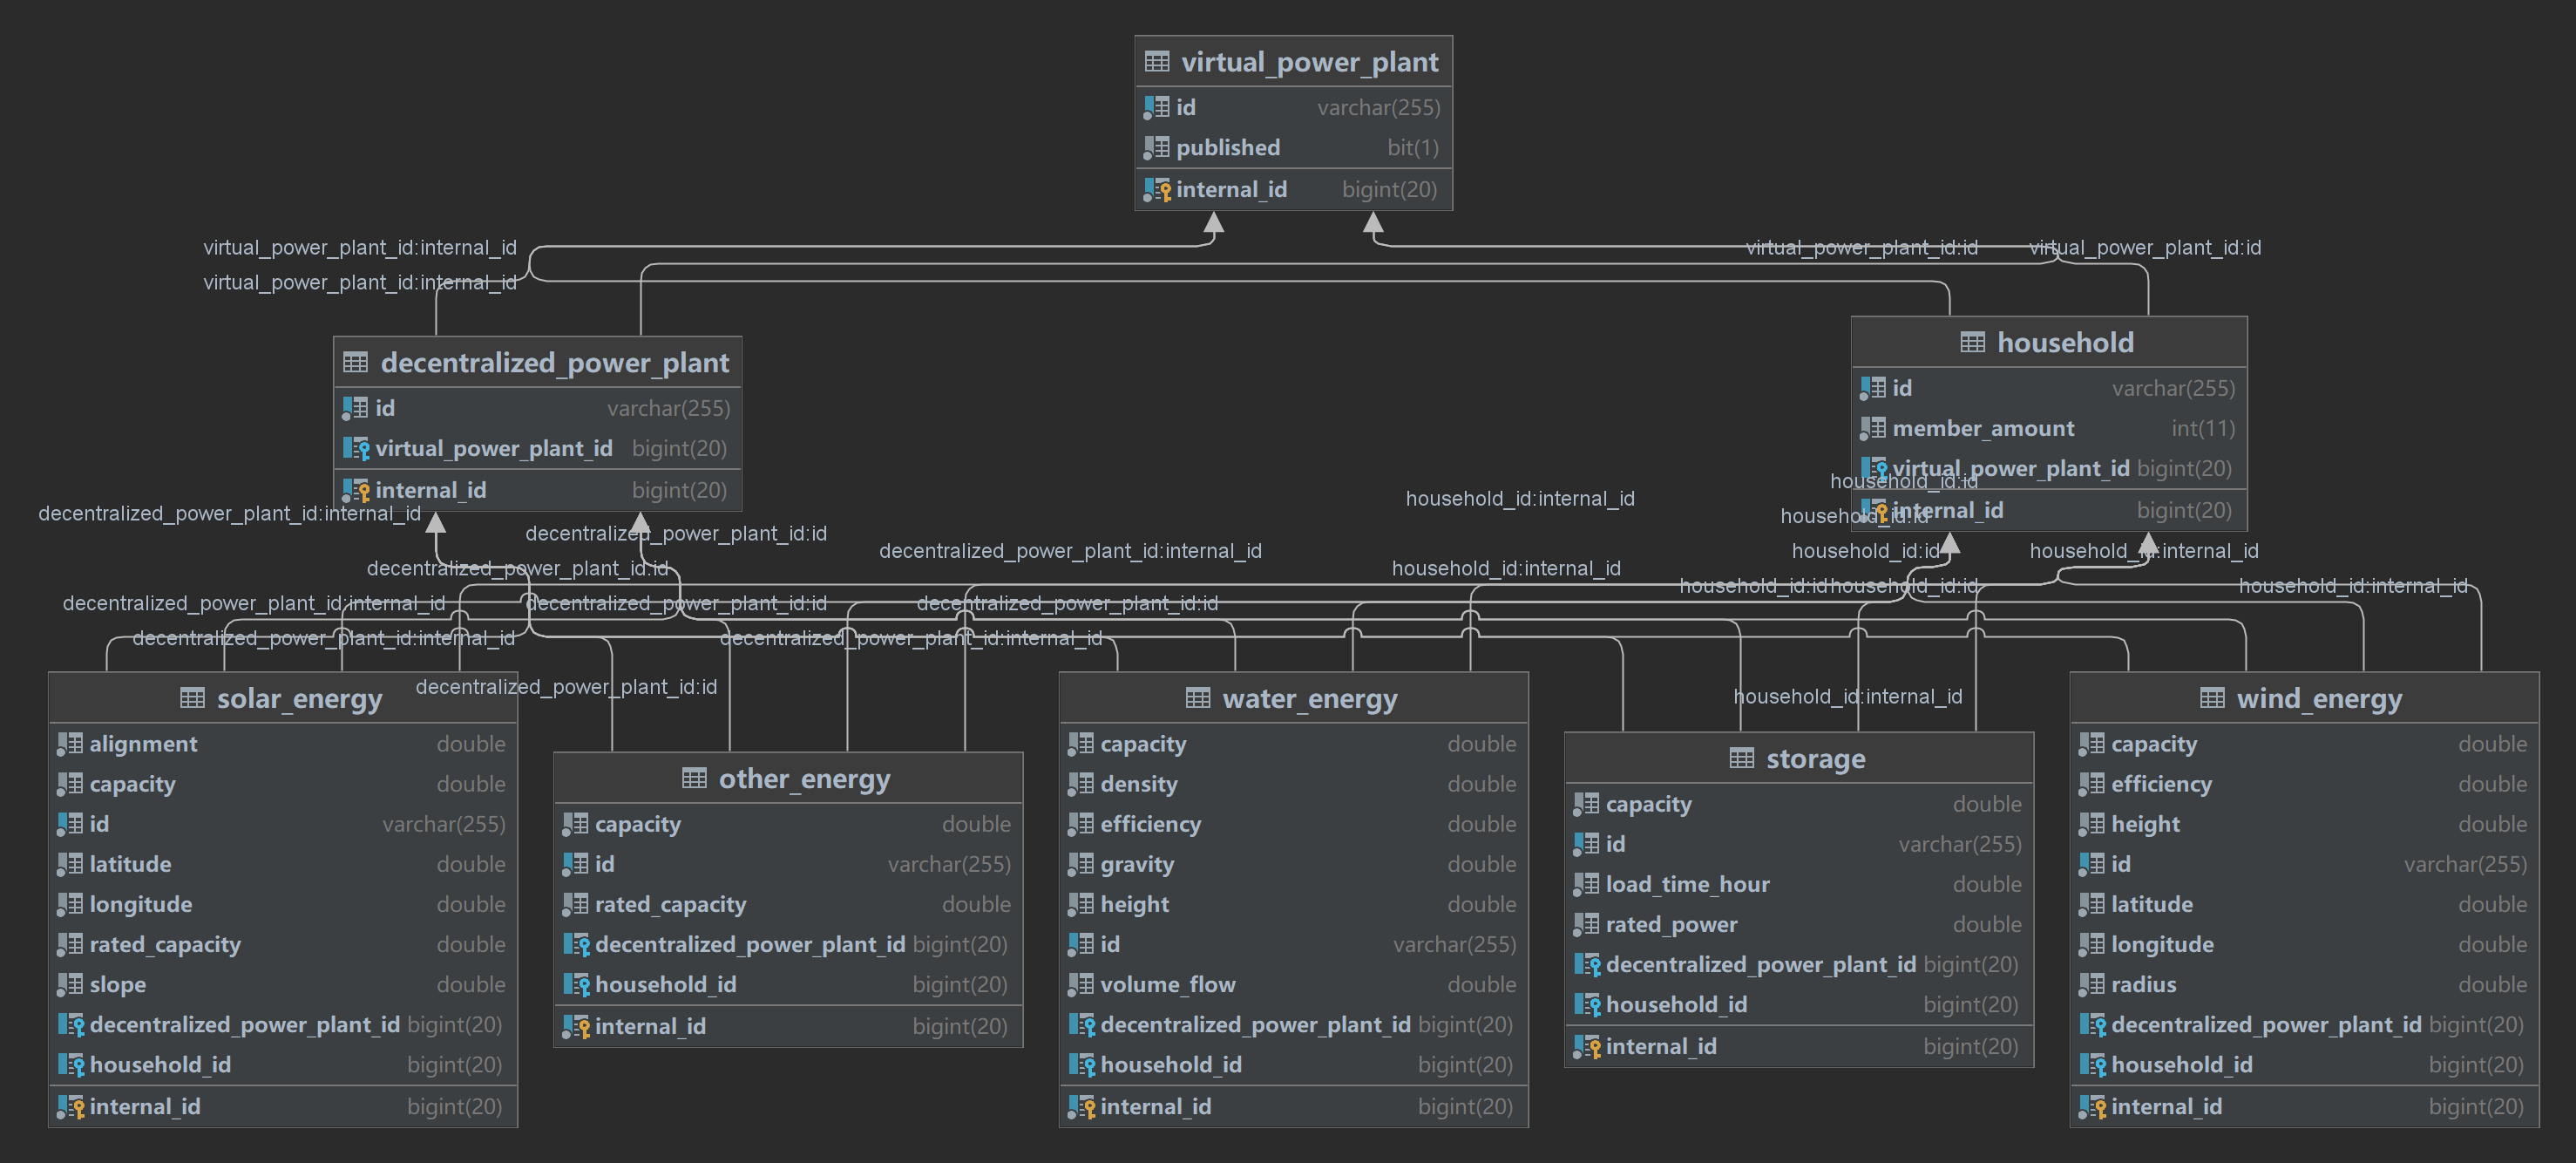 virtual_power_plant
id varchar(255)
published bit(1)
internal_id bigint(20)
virtual_power_plant_id:internal_id
virtual_power_plant_id:id
virtual_power_plant_id:id
virtual_power_plant_id:internal_id
decentralized_power_plant
id varchar(255)
virtual_power_plant_id bigint(20)
internal_id bigint(20)
household
id varchar(255)
member_amount int(11)
virtual_power_plant_id bigint(20)
internal_id bigint(20)
household_id:id
household_id:internal_id
decentralized_power_plant_id:internal_id
household_id:id
decentralized_power_plant_id:id
decentralized_power_plant_id:internal_id
household_id:id
household_id:internal_id
decentralized_power_plant_id:id
household_id:internal_id
household_id:id
household_id:id
household_id:internal_id
decentralized_power_plant_id:internal_id
decentralized_power_plant_id:id
decentralized_power_plant_id:id
decentralized_power_plant_id:internal_id
decentralized_power_plant_id:internal_id
decentralized_power_plant_id:id
household_id:internal_id
solar_energy
alignment double
capacity double
id varchar(255)
latitude double
longitude double
rated_capacity double
slope double
decentralized_power_plant_id bigint(20)
household_id bigint(20)
internal_id bigint(20)
other_energy
capacity double
id varchar(255)
rated_capacity double
decentralized_power_plant_id bigint(20)
household_id bigint(20)
internal_id bigint(20)
water_energy
capacity double
density double
efficiency double
gravity double
height double
id varchar(255)
volume_flow double
decentralized_power_plant_id bigint(20)
household_id bigint(20)
internal_id bigint(20)
storage
capacity double
id varchar(255)
load_time_hour double
rated_power double
decentralized_power_plant_id bigint(20)
household_id bigint(20)
internal_id bigint(20)
wind_energy
capacity double
efficiency double
height double
id varchar(255)
latitude double
longitude double
radius double
decentralized_power_plant_id bigint(20)
household_id bigint(20)
internal_id bigint(20)